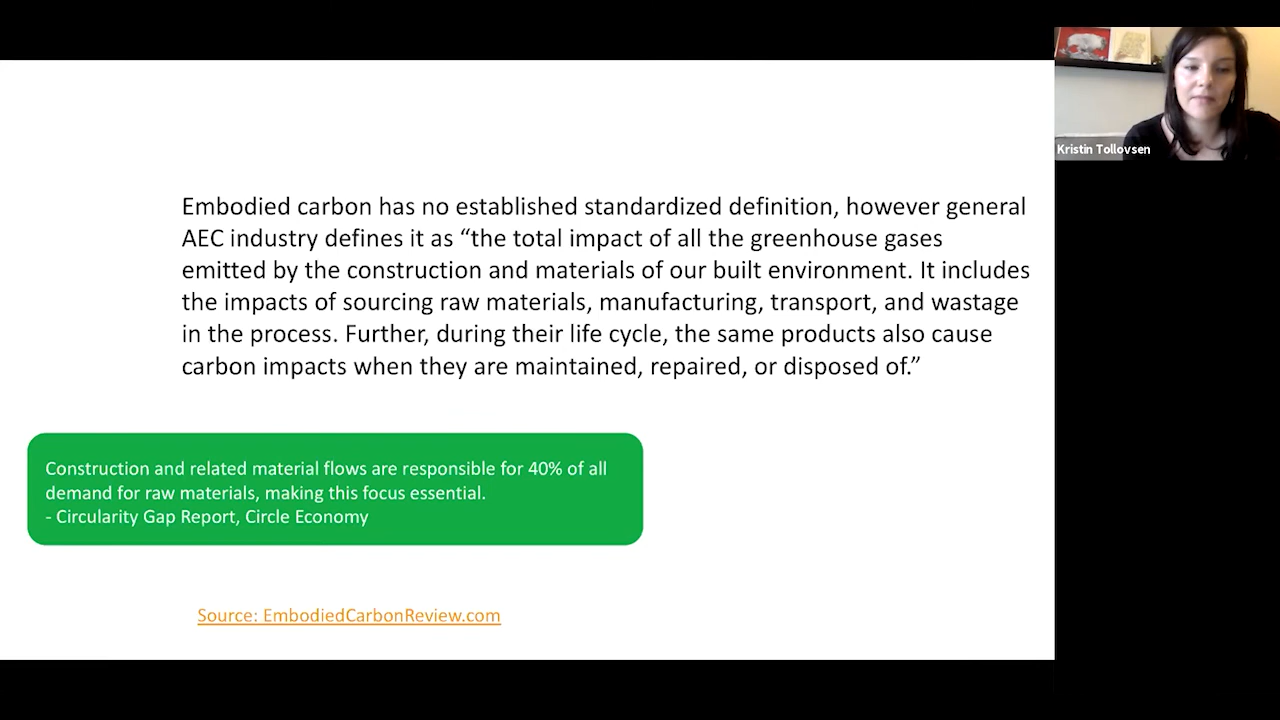 Embodied carbon has no established standardized definition, however general
AEC industry defines it as “the total impact of all the greenhouse gases
emitted by the construction and materials of our built environment. It includes
the impacts of sourcing raw materials, manufacturing, transport, and wastage
in the process. Further, during their life cycle, the same products also cause
carbon impacts when they are maintained, repaired, or disposed of.”
Construction and related material flows are responsible for 40% of all
demand for raw materials, making this focus essential.
- Circularity Gap Report, Circle Economy
Source: EmbodiedCarbonReview.com
Kristin Tollovsen